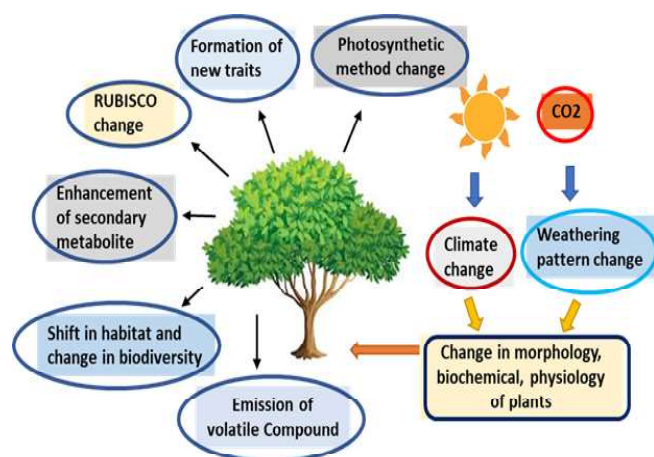 Formation of
new traits
Photosynthetic
method change
RUBISCO
change
CO2
Enhancement
of secondary
metabolite
Climate
change
Weathering
pattern change
Shift in habitat and
change in biodiversity
Change in morphology,
biochemical, physiology
of plants
Emission of
volatile Compound